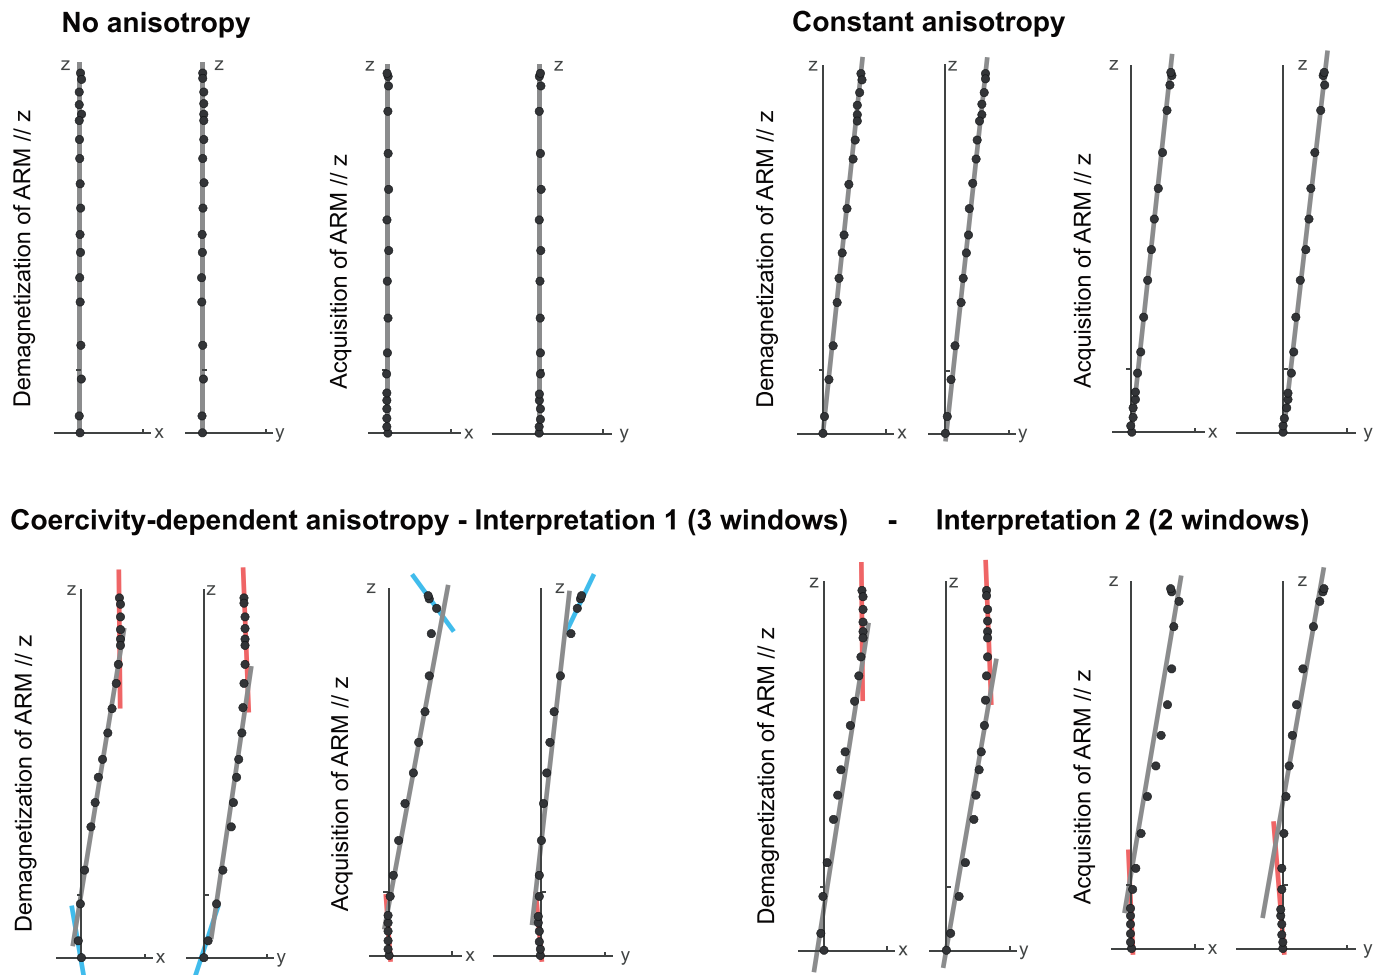 No anisotropy
Constant anisotropy
Demagnetization of ARM // z
z
x
z
y
Acquisition of ARM // z
z
x
z
y
Demagnetization of ARM // z
z
x
z
y
Acquisition of ARM // z
z
x
z
y
Coercivity-dependent anisotropy - Interpretation 1 (3 windows) - Interpretation 2 (2 windows)
Demagnetization of ARM // z
z
x
z
y
Acquisition of ARM // z
z
x
z
y
Demagnetization of ARM // z
z
x
z
y
Acquisition of ARM // z
z
x
z
y